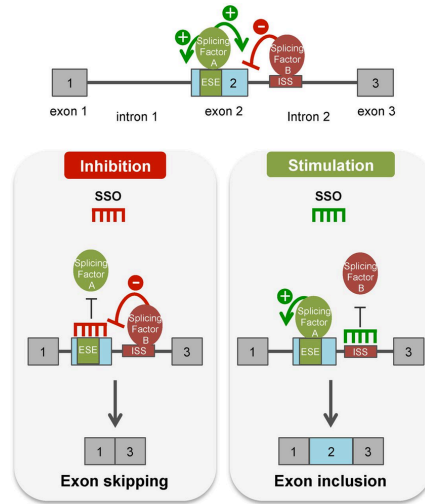 +
+
−
Splicing
Factor
A
Splicing
Factor
B
1
ESE
2
ISS
3
exon 1
intron 1
exon 2
Intron 2
exon 3
Inhibition
SSO
Splicing
Factor
A
−
Splicing
Factor
B
1
ESE
ISS
3
1
3
Exon skipping
Stimulation
SSO
Splicing
Factor
B
+
Splicing
Factor
A
1
ESE
ISS
3
1
2
3
Exon inclusion